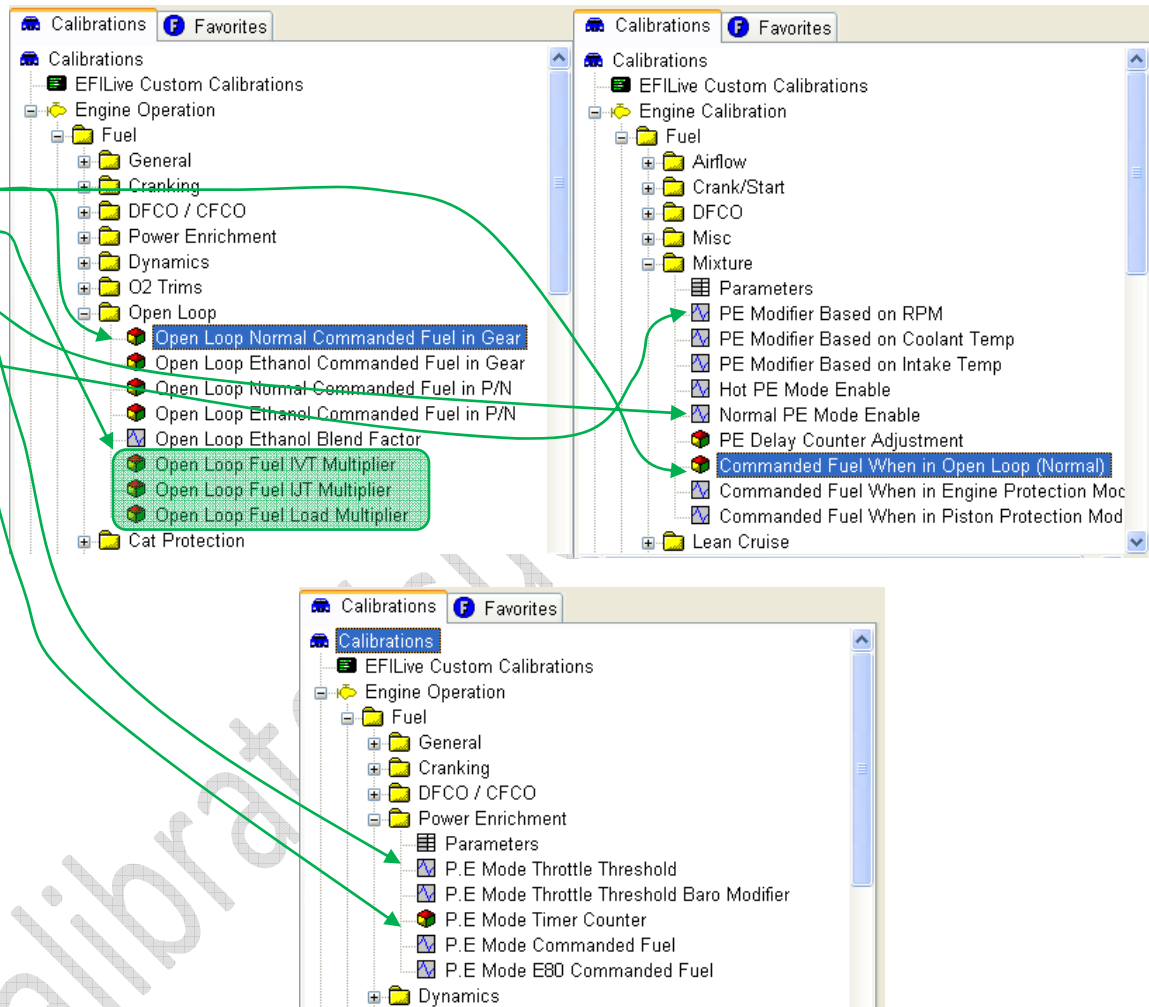 Calibrations
Favorites
Calibrations
EFILive Custom Calibrations
Engine Operation
Fuel
General
Cranking
DFCO / CFCO
Power Enrichment
Dynamics
O2 Trims
Open Loop
Open Loop Normal Commanded Fuel in Gear
Open Loop Ethanol Commanded Fuel in Gear
Open Loop Normal Commanded Fuel in P/N
Open Loop Ethanol Commanded Fuel in P/N
Open Loop Ethanol Blend Factor
Open Loop Fuel IVT Multiplier
Open Loop Fuel IJT Multiplier
Open Loop Fuel Load Multiplier
Cat Protection
Calibrations
Favorites
Calibrations
EFILive Custom Calibrations
Engine Calibration
Fuel
Airflow
Crank/Start
DFCO
Misc
Mixture
Parameters
PE Modifier Based on RPM
PE Modifier Based on Coolant Temp
PE Modifier Based on Intake Temp
Hot PE Mode Enable
Normal PE Mode Enable
PE Delay Counter Adjustment
Commanded Fuel When in Open Loop (Normal)
Commanded Fuel When in Engine Protection Moc
Commanded Fuel When in Piston Protection Mod
Lean Cruise
Calibrations
Favorites
Calibrations
EFILive Custom Calibrations
Engine Operation
Fuel
General
Cranking
DFCO / CFCO
Power Enrichment
Parameters
P.E Mode Throttle Threshold
P.E Mode Throttle Threshold Baro Modifier
P.E Mode Timer Counter
P.E Mode Commanded Fuel
P.E Mode E80 Commanded Fuel
Dynamics